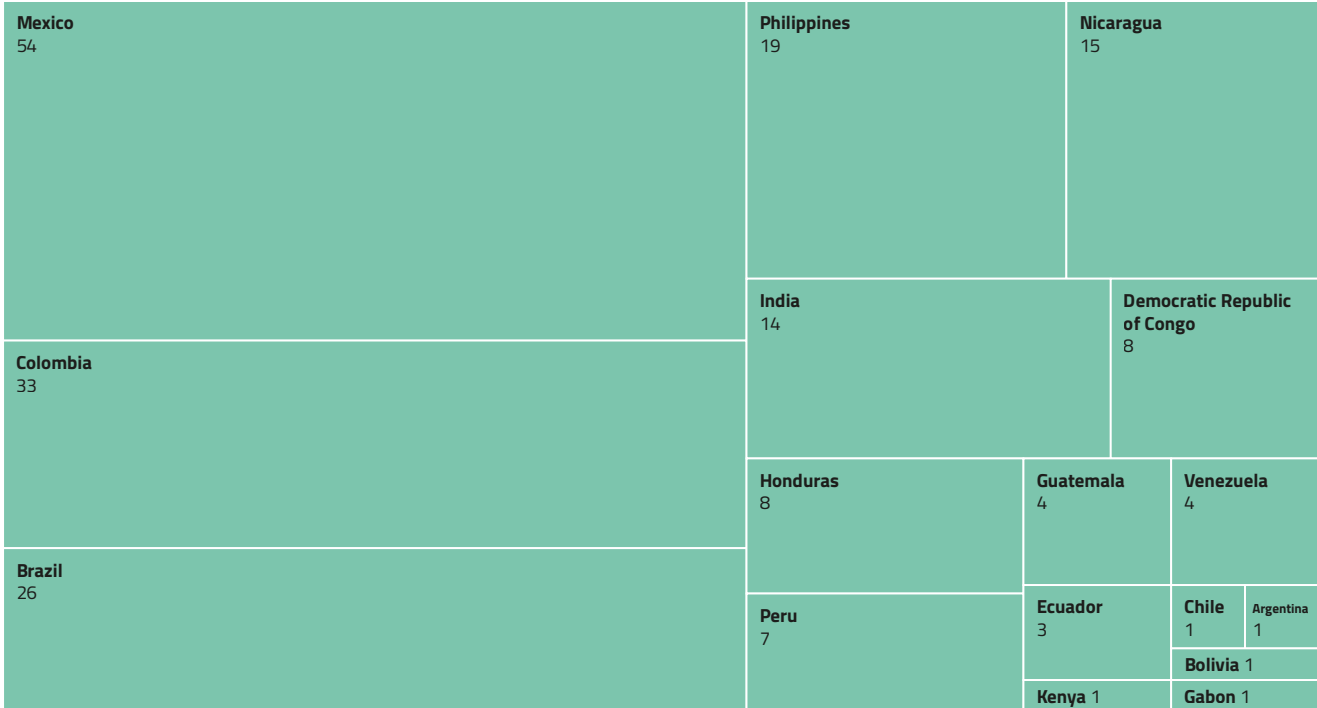 Mexico
54
Colombia
33
Brazil
26
Philippines
19
Nicaragua
15
India
14
Democratic Republic
of Congo
8
Honduras
8
Peru
7
Guatemala
4
Venezuela
4
Ecuador
3
Chile
1
Argentina
1
Bolivia 1
Kenya 1
Gabon 1